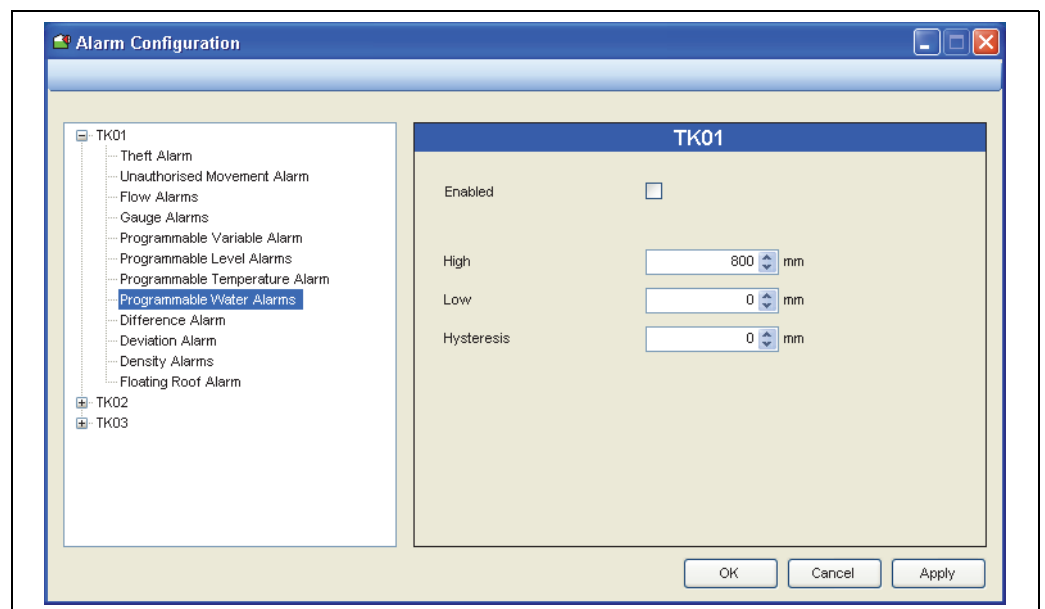 Alarm Configuration
TK01
Theft Alarm
Unauthorised Movement Alarm
Flow Alarms
Gauge Alarms
Programmable Variable Alarm
Programmable Level Alarms
Programmable Temperature Alarm
Programmable Water Alarms
Difference Alarm
Deviation Alarm
Density Alarms
Floating Roof Alarm
TK02
TK03
TK01
Enabled
High 800 mm
Low 0 mm
Hysteresis 0 mm
OK Cancel Apply